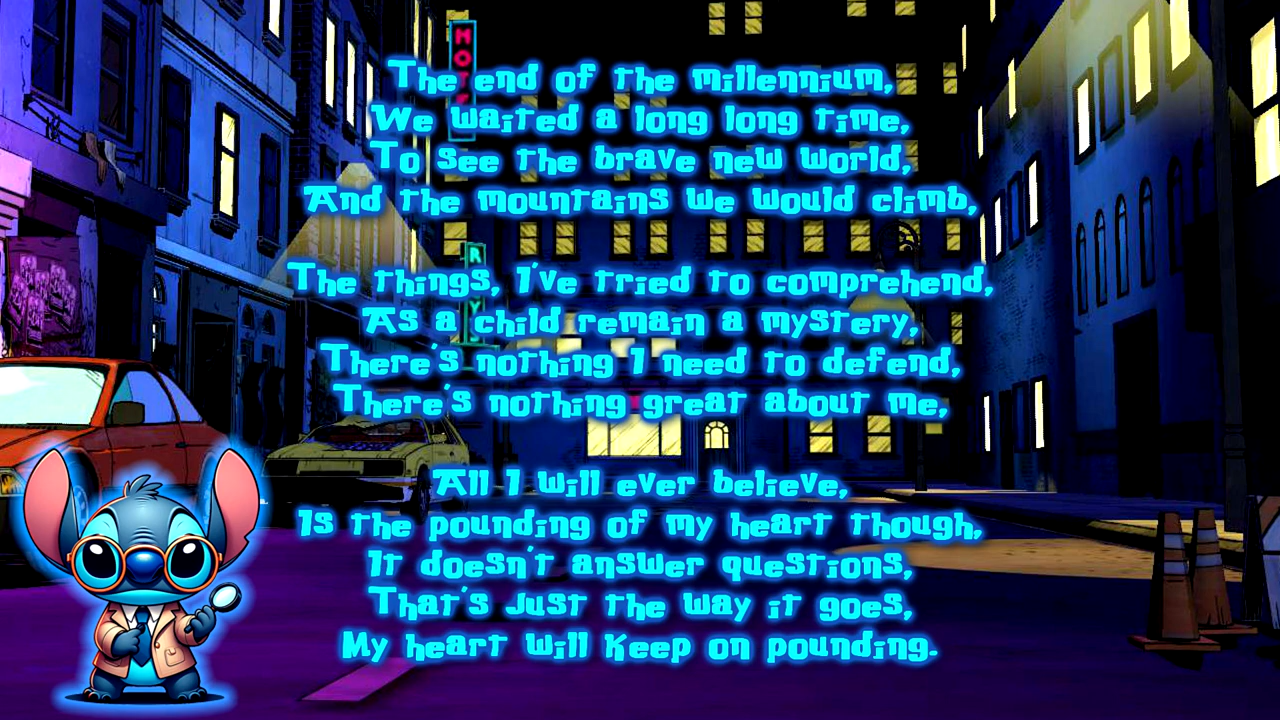 HOT
R
The end of the millennium,
We waited a long long time,
To see the brave new world,
And the mountains we would climb,
The things, I've tried to comprehend,
As a child remain a mystery,
There's nothing I need to defend,
There's nothing great about me,
All I will ever believe,
Is the pounding of my heart though,
It doesn't answer questions,
That's just the way it goes,
My heart will keep on pounding.